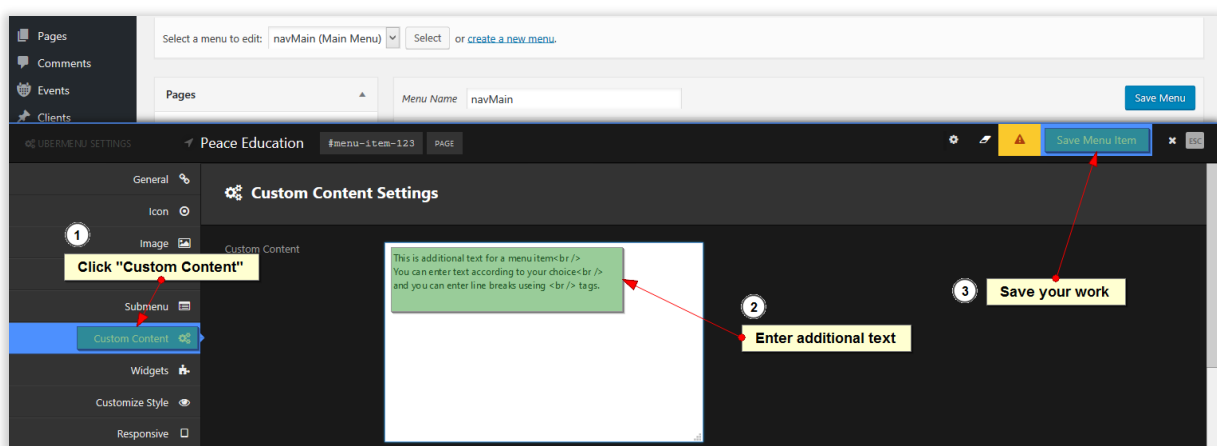 Pages
Comments
Events
Clients
Select a menu to edit: navMain (Main Menu) Select or create a new menu.
Pages
Menu Name navMain
Save Menu
UBERMENU SETTINGS
Peace Education #menu-item-123 PAGE
Save Menu Item
ESC
General
Icon
Image
Submenu
Custom Content
Widgets
Customize Style
Responsive
Custom Content Settings
Custom Content
This is additional text for a menu item<br />
You can enter text according to your choice<br />
and you can enter line breaks useing <br /> tags.
1
Click "Custom Content"
2
Enter additional text
3
Save your work